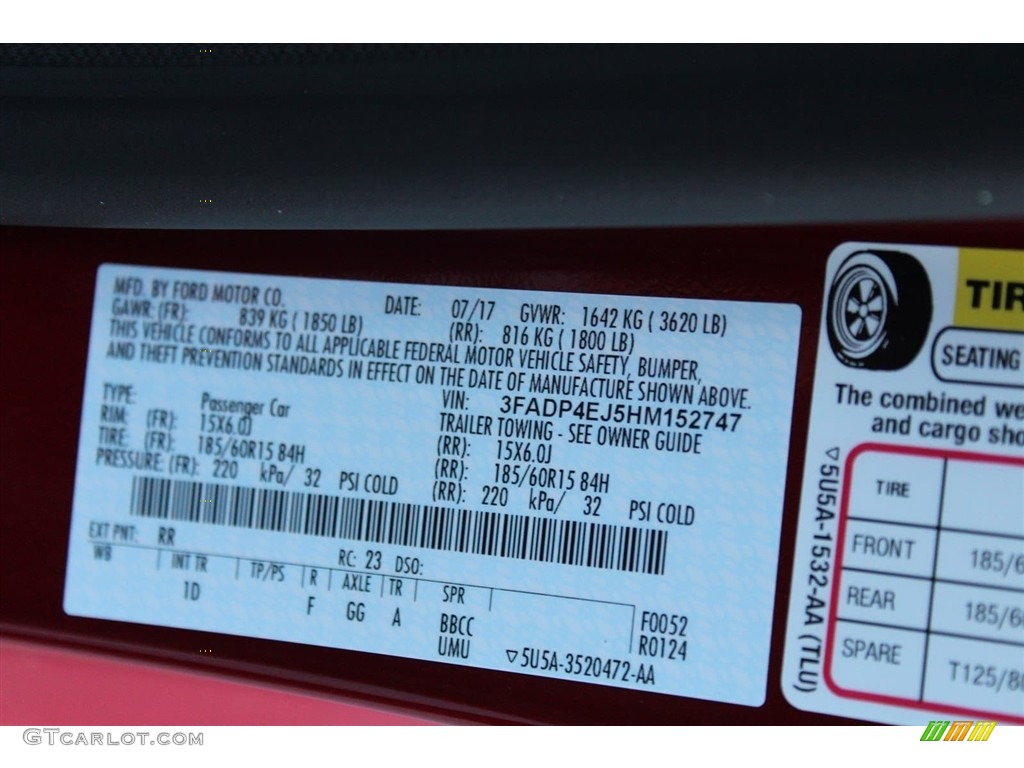 MFD. BY FORD MOTOR CO.
DATE: 07/17 GVWR: 1642 KG ( 3620 LB)
GAWR: (FR): 839 KG ( 1850 LB) (RR): 816 KG ( 1800 LB)
THIS VEHICLE CONFORMS TO ALL APPLICABLE FEDERAL MOTOR VEHICLE SAFETY, BUMPER,
AND THEFT PREVENTION STANDARDS IN EFFECT ON THE DATE OF MANUFACTURE SHOWN ABOVE.
VIN: 3FADP4EJ5HM152747
TYPE: Passenger Car TRAILER TOWING - SEE OWNER GUIDE
RIM: (FR): 15X6.0J (RR): 15X6.0J
TIRE: (FR): 185/60R15 84H (RR): 185/60R15 84H
PRESSURE: (FR): 220 kPa/ 32 PSI COLD (RR): 220 kPa/ 32 PSI COLD
EXT PNT: RR RC: 23 DSO:
WB INT TR TP/PS R AXLE TR SPR
1D F GG A BBCC F0052
UMU R0124
▽5U5A-3520472-AA
TIR
SEATING
The combined we
and cargo sho
TIRE
FRONT 185/6
REAR 185/60
SPARE T125/80
▽5U5A-1532-AA (TLU)
GTCARLOT.COM